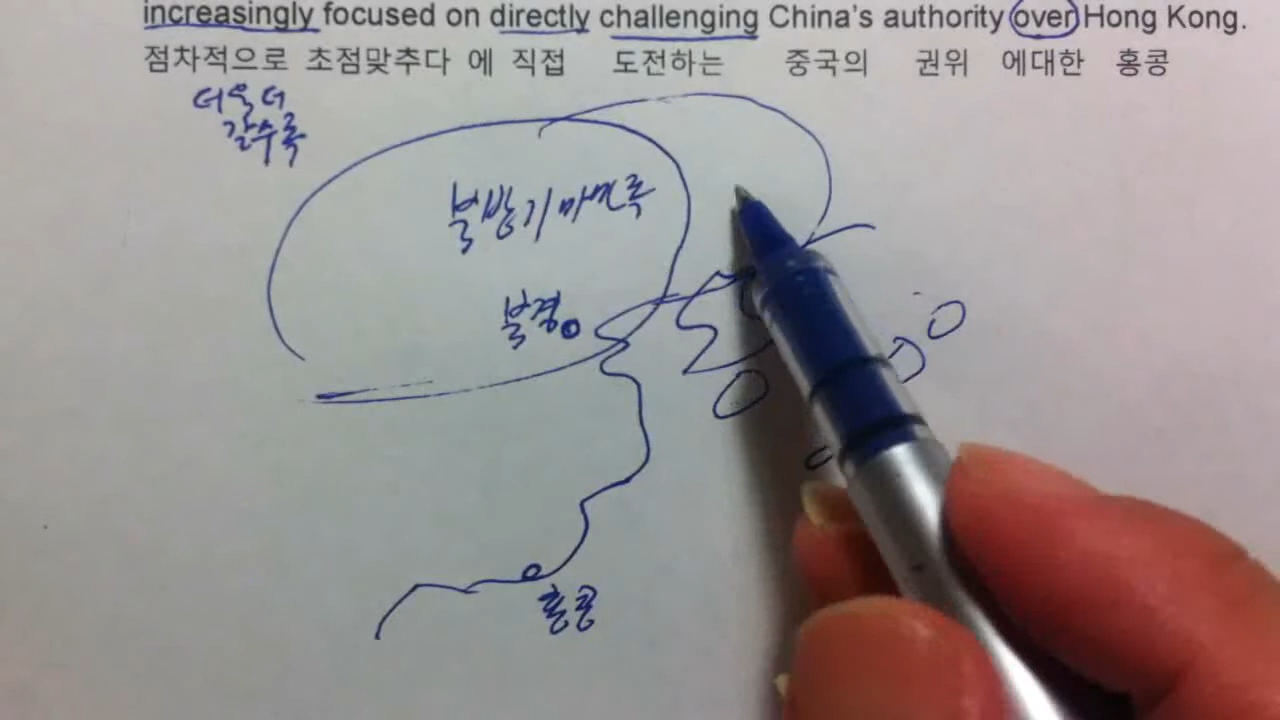 increasingly focused on directly challenging China's authority over Hong Kong.
점차적으로 초점맞추다 에 직접 도전하는 중국의 권위 에대한 홍콩
더욱더
갈수록
북방기마민족
북경
홍콩